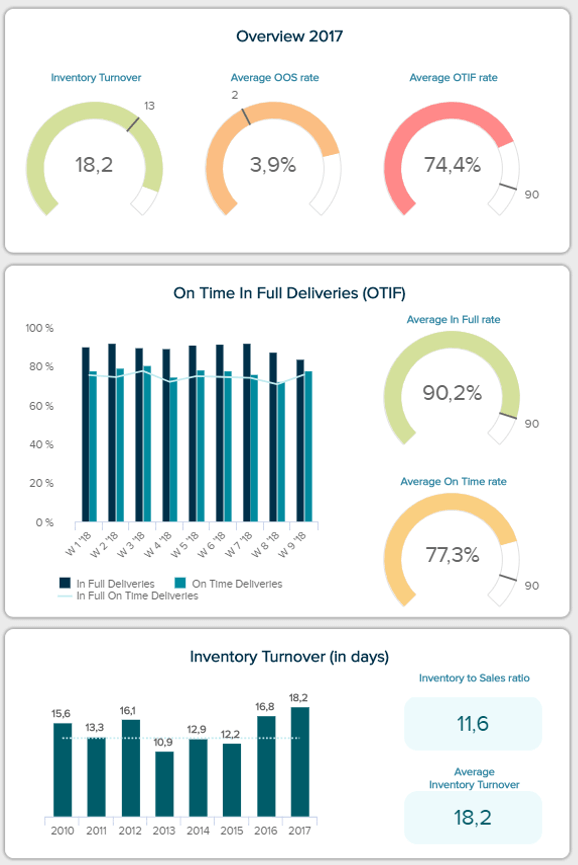 Overview 2017
Inventory Turnover
Average OOS rate
Average OTIF rate
13
2
90
18,2
3,9%
74,4%
On Time In Full Deliveries (OTIF)
100 %
80 %
60 %
40 %
20 %
0 %
W 1 '18
W 2 '18
W 3 '18
W 4 '18
W 5 '18
W 6 '18
W 7 '18
W 8 '18
W 9 '18
In Full Deliveries
On Time Deliveries
In Full On Time Deliveries
Average In Full rate
90,2%
90
Average On Time rate
77,3%
90
Inventory Turnover (in days)
15,6
13,3
16,1
10,9
12,9
12,2
16,8
18,2
2010
2011
2012
2013
2014
2015
2016
2017
Inventory to Sales ratio
11,6
Average
Inventory Turnover
18,2